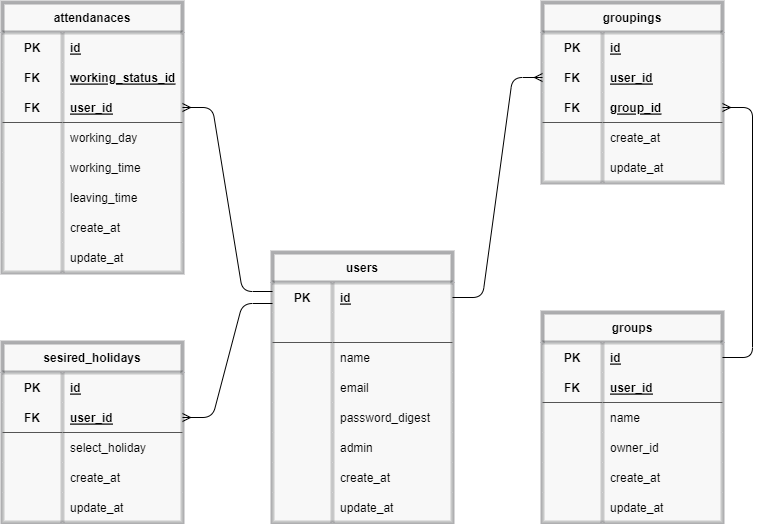 attendanaces
PK id
FK working_status_id
FK user_id
working_day
working_time
leaving_time
create_at
update_at
groupings
PK id
FK user_id
FK group_id
create_at
update_at
users
PK id
name
email
password_digest
admin
create_at
update_at
sesired_holidays
PK id
FK user_id
select_holiday
create_at
update_at
groups
PK id
FK user_id
name
owner_id
create_at
update_at